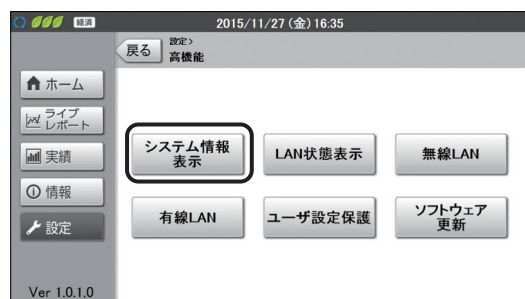 経済
2015/11/27(金)16:35
戻る
設定>
高機能
ホーム
ライブ
レポート
実績
情報
設定
システム情報
表示
LAN状態表示
無線LAN
有線LAN
ユーザ設定保護
ソフトウェア
更新
Ver 1.0.1.0